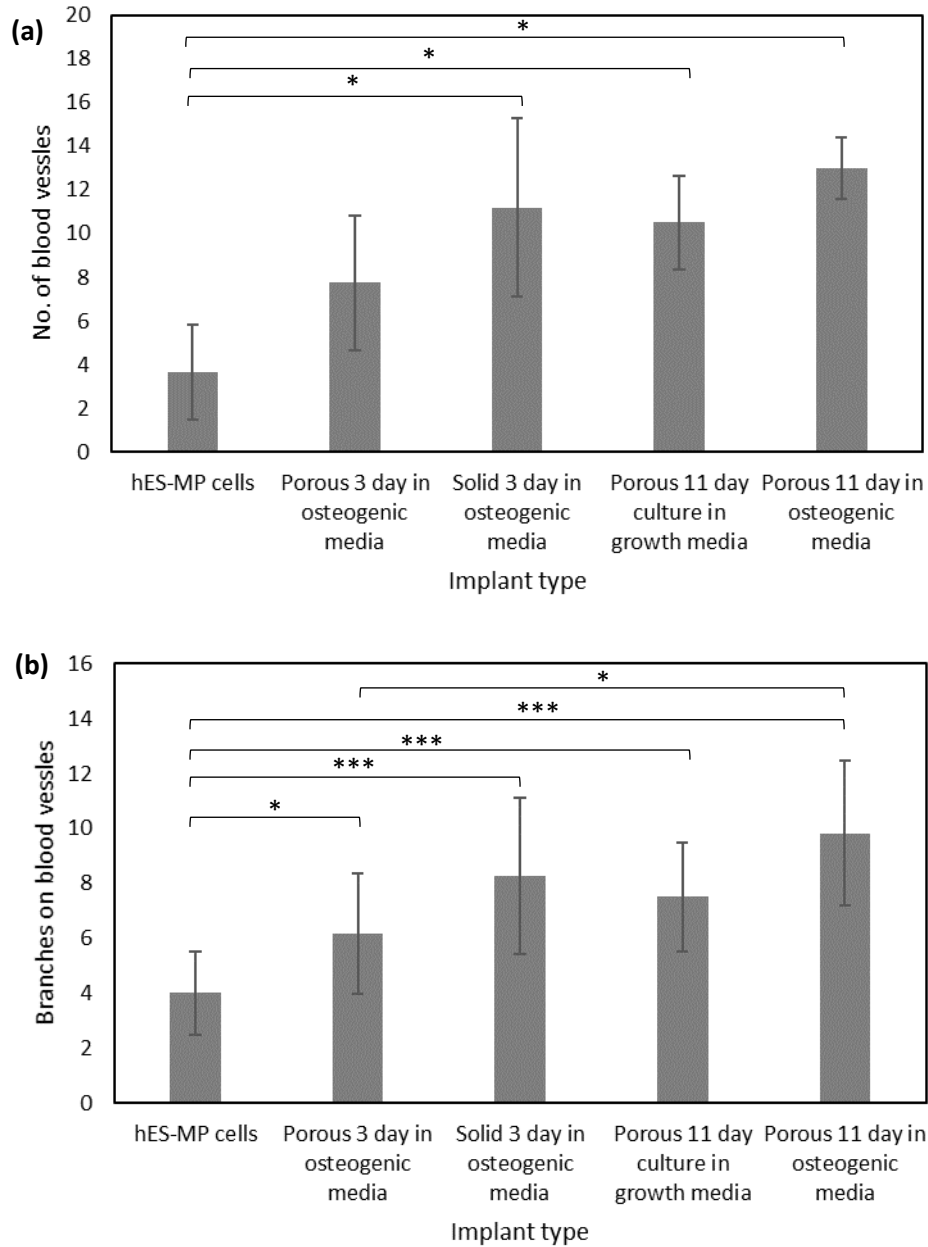 (a)
20
18
16
14
12
10
8
6
4
2
0
No. of blood vessles
*
*
*
hES-MP cells
Porous 3 day in
osteogenic
media
Solid 3 day in
osteogenic
media
Porous 11 day
culture in
growth media
Porous 11 day in
osteogenic
media
Implant type
(b)
16
14
12
10
8
6
4
2
0
Branches on blood vessles
*
***
***
***
*
hES-MP cells
Porous 3 day in
osteogenic
media
Solid 3 day in
osteogenic
media
Porous 11 day
culture in
growth media
Porous 11 day in
osteogenic
media
Implant type